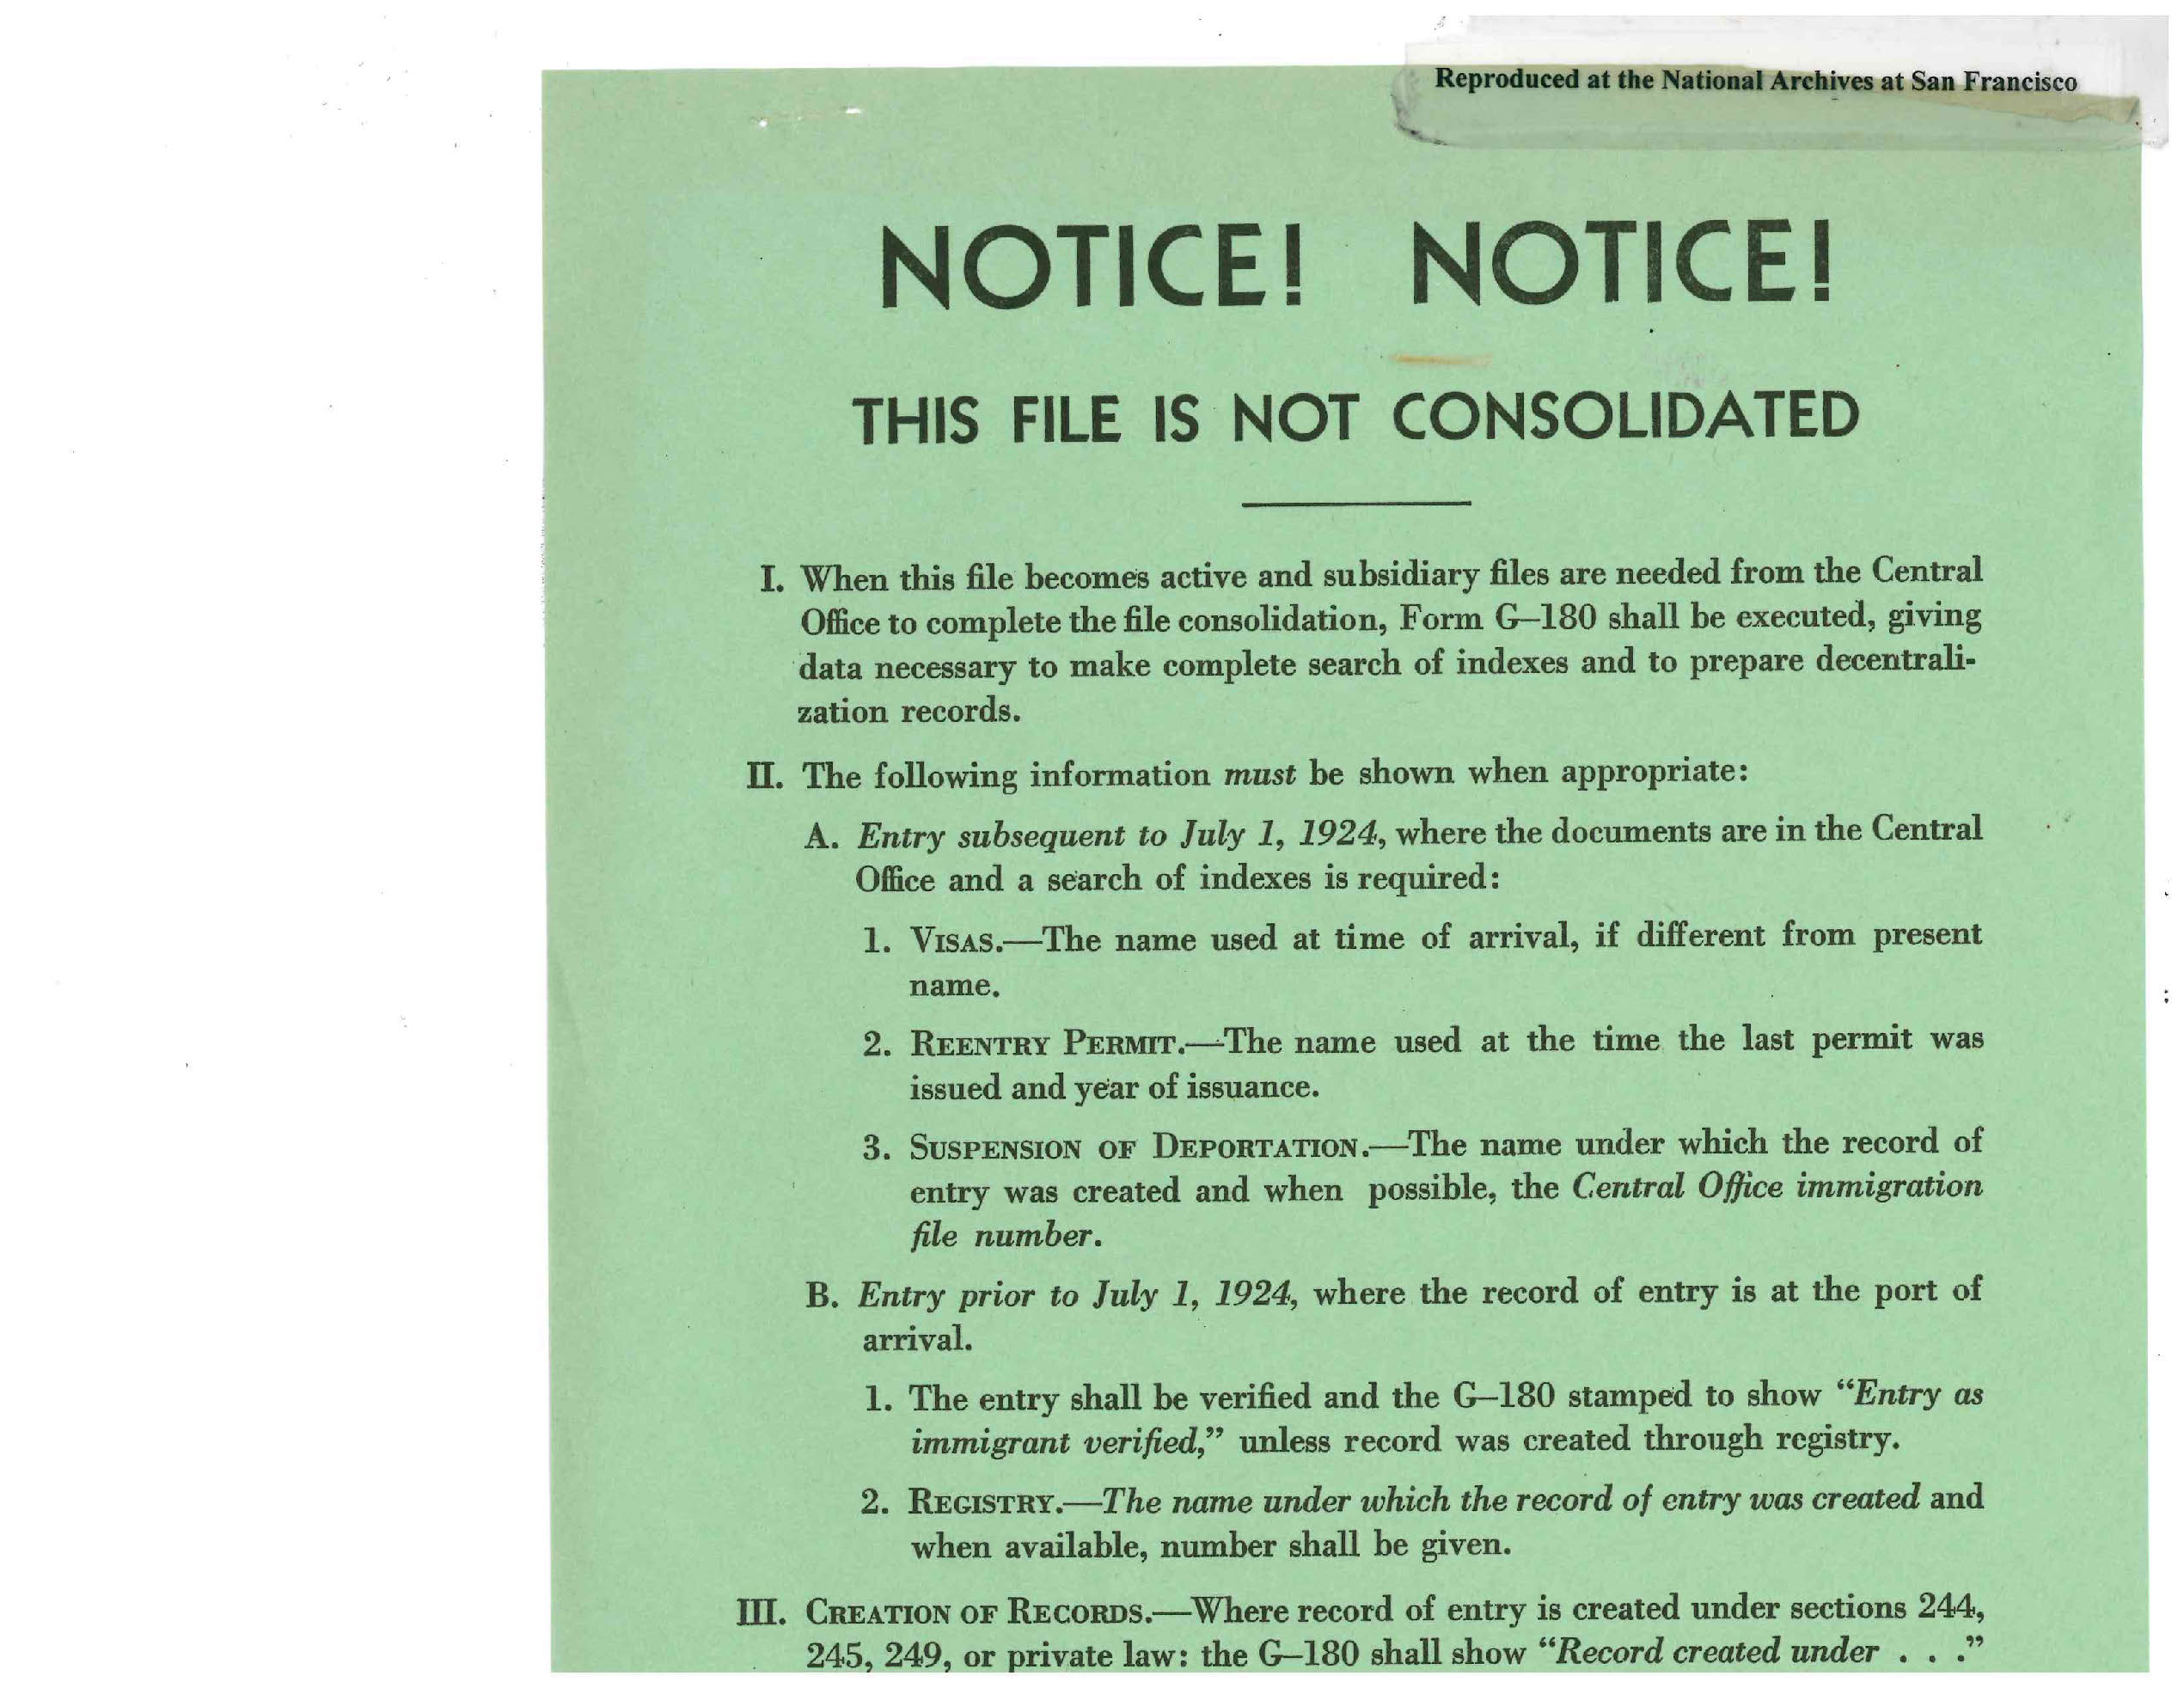 Reproduced at the National Archives at San Francisco
NOTICE! NOTICE!
THIS FILE IS NOT CONSOLIDATED
I. When this file becomes active and subsidiary files are needed from the Central
Office to complete the file consolidation, Form G–180 shall be executed, giving
data necessary to make complete search of indexes and to prepare decentrali-
zation records.
II. The following information must be shown when appropriate:
A. Entry subsequent to July 1, 1924, where the documents are in the Central
Office and a search of indexes is required:
1. VISAS.—The name used at time of arrival, if different from present
name.
2. REENTRY PERMIT.—The name used at the time the last permit was
issued and year of issuance.
3. SUSPENSION OF DEPORTATION.—The name under which the record of
entry was created and when possible, the Central Office immigration
file number.
B. Entry prior to July 1, 1924, where the record of entry is at the port of
arrival.
1. The entry shall be verified and the G–180 stamped to show “Entry as
immigrant verified,” unless record was created through registry.
2. REGISTRY.—The name under which the record of entry was created and
when available, number shall be given.
III. CREATION OF RECORDS.—Where record of entry is created under sections 244,
245, 249, or private law: the G–180 shall show “Record created under . . .”